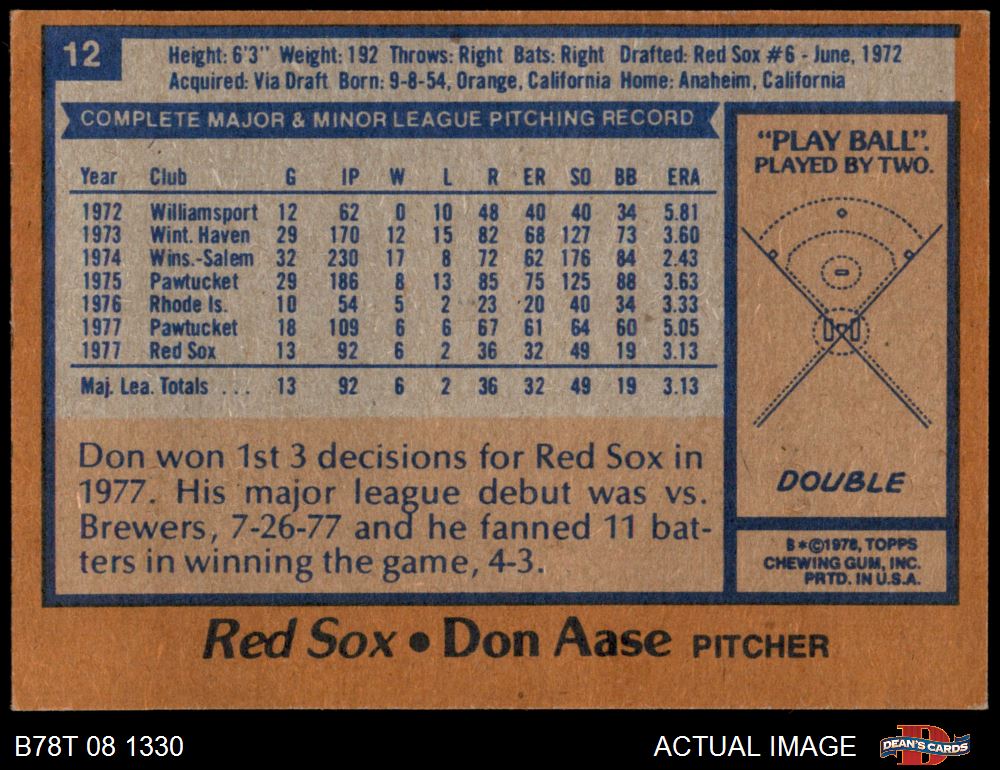 12
Height: 6'3" Weight: 192 Throws: Right Bats: Right Drafted: Red Sox #6 - June, 1972
Acquired: Via Draft Born: 9-8-54, Orange, California Home: Anaheim, California
COMPLETE MAJOR & MINOR LEAGUE PITCHING RECORD
Year Club G IP W L R ER SO BB ERA
1972 Williamsport 12 62 0 10 48 40 40 34 5.81
1973 Wint. Haven 29 170 12 15 82 68 127 73 3.60
1974 Wins.-Salem 32 230 17 8 72 62 176 84 2.43
1975 Pawtucket 29 186 8 13 85 75 125 88 3.63
1976 Rhode Is. 10 54 5 2 23 20 40 34 3.33
1977 Pawtucket 18 109 6 6 67 61 64 60 5.05
1977 Red Sox 13 92 6 2 36 32 49 19 3.13
Maj. Lea. Totals . . . 13 92 6 2 36 32 49 19 3.13
Don won 1st 3 decisions for Red Sox in
1977. His major league debut was vs.
Brewers, 7-26-77 and he fanned 11 bat-
ters in winning the game, 4-3.
"PLAY BALL".
PLAYED BY TWO.
DOUBLE
B*©1978, TOPPS
CHEWING GUM, INC.
PRTD. IN U.S.A.
Red Sox • Don Aase PITCHER
B78T 08 1330
ACTUAL IMAGE
DEAN'S CARDS